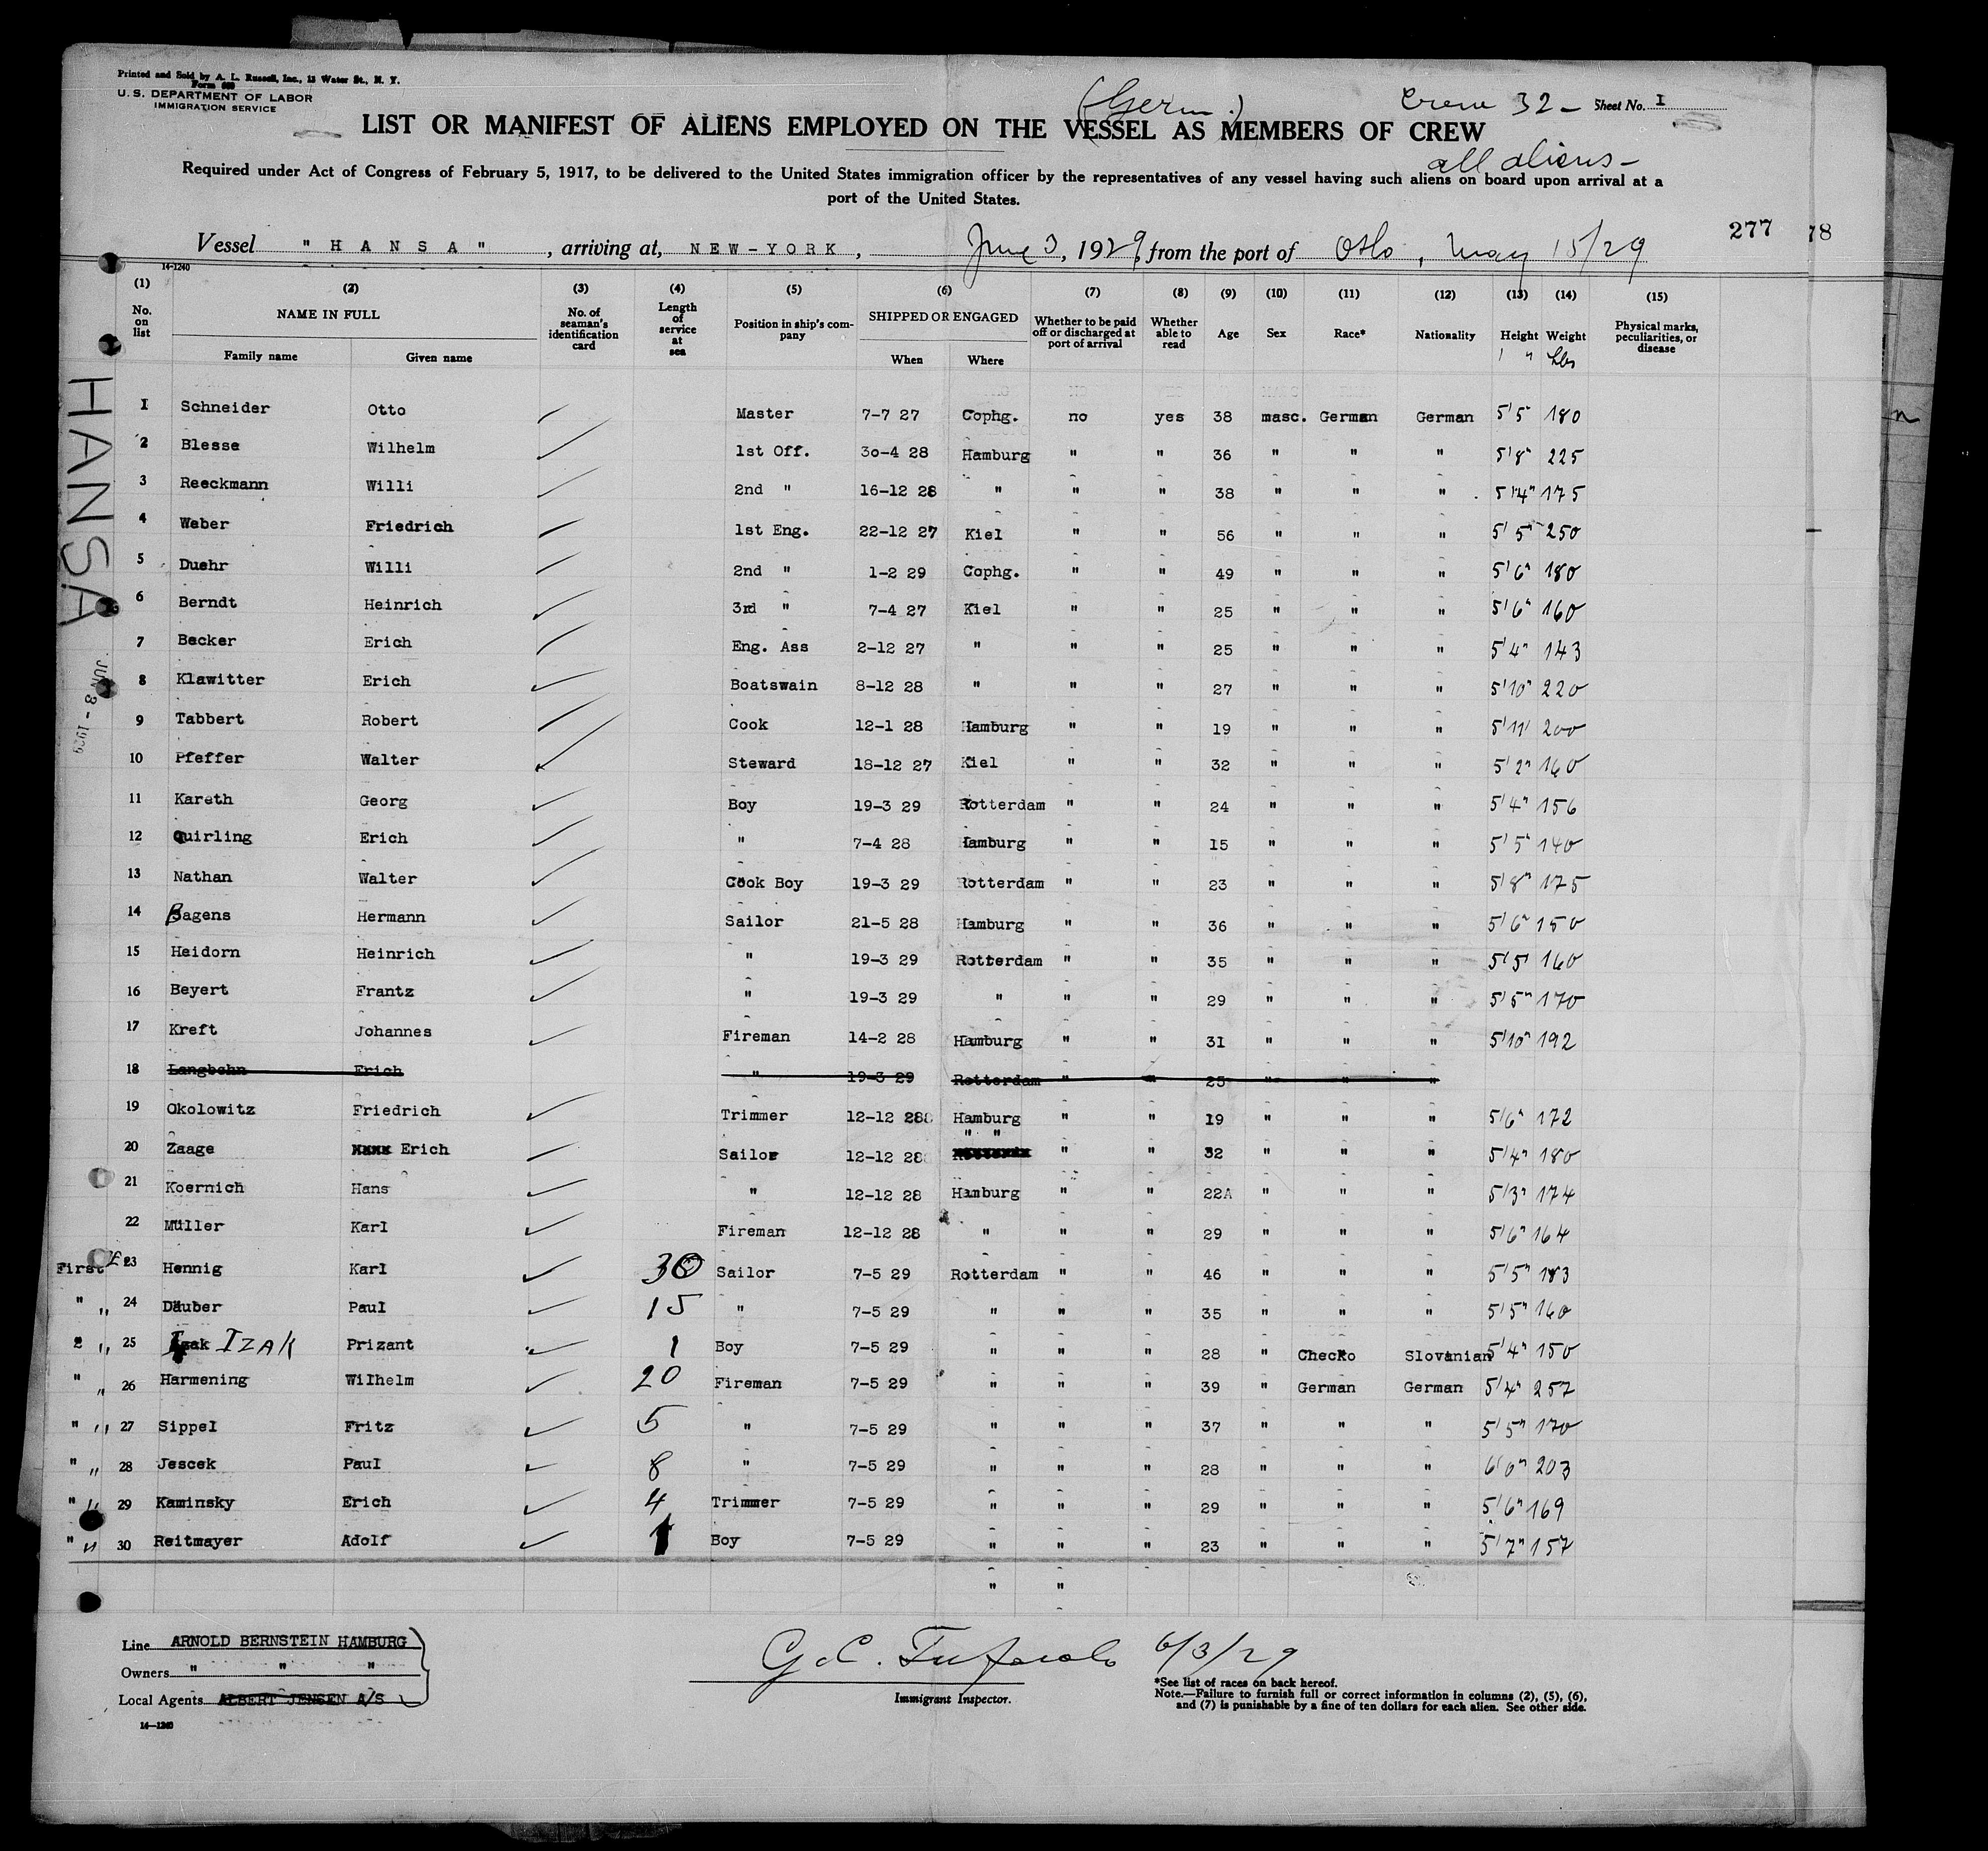 Printed and Sold by A. L. Russell, Inc., 13 Water St., N. Y.
U. S. DEPARTMENT OF LABOR
IMMIGRATION SERVICE
(Germ.) Crew 32 - Sheet No. I
LIST OR MANIFEST OF ALIENS EMPLOYED ON THE VESSEL AS MEMBERS OF CREW
all aliens -
Required under Act of Congress of February 5, 1917, to be delivered to the United States immigration officer by the representatives of any vessel having such aliens on board upon arrival at a
port of the United States.
277 78
Vessel "HANSA", arriving at, NEW-YORK, June 3, 1929, from the port of Oslo, May 15/29
14-1240
(1) (2) (3) (4) (5) (6) (7) (8) (9) (10) (11) (12) (13) (14) (15)
No. on list NAME IN FULL Family name Given name No. of seaman's identification card Length of service at sea Position in ship's company SHIPPED OR ENGAGED When Where Whether to be paid off or discharged at port of arrival Whether able to read Age Sex Race* Nationality Height ' " Weight Lbs Physical marks, peculiarities, or disease
I Schneider Otto Master 7-7 27 Cophg. no yes 38 masc. German German 5'5" 180
2 Blesse Wilhelm 1st Off. 30-4 28 Hamburg " " 36 " " " 5'8" 225
3 Reeckmann Willi 2nd " 16-12 28 " " " 38 " " " 5'4" 175
4 Weber Friedrich 1st Eng. 22-12 27 Kiel " " 56 " " " 5'5" 250
5 Duehr Willi 2nd " 1-2 29 Cophg. " " 49 " " " 5'6" 180
6 Berndt Heinrich 3rd " 7-4 27 Kiel " " 25 " " " 5'6" 160
7 Becker Erich Eng. Ass 2-12 27 " " " 25 " " " 5'4" 143
8 Klawitter Erich Boatswain 8-12 28 " " " 27 " " " 5'10" 220
9 Tabbert Robert Cook 12-1 28 Hamburg " " 19 " " " 5'11' 200
10 Pfeffer Walter Steward 18-12 27 Kiel " " 32 " " " 5'2" 160
11 Kareth Georg Boy 19-3 29 Rotterdam " " 24 " " " 5'4" 156
12 Quirling Erich " 7-4 28 Hamburg " " 15 " " " 5'5" 140
13 Nathan Walter Cook Boy 19-3 29 Rotterdam " " 23 " " " 5'8" 175
14 Bagens Hermann Sailor 21-5 28 Hamburg " " 36 " " " 5'6" 150
15 Heidorn Heinrich " 19-3 29 Rotterdam " " 35 " " " 5'5' 160
16 Beyert Frantz " 19-3 29 " " " 29 " " " 5'5" 170
17 Kreft Johannes Fireman 14-2 28 Hamburg " " 31 " " " 5'10" 192
18 Langbehn Erich " 19-3 29 Rotterdam " " 25 " " "
19 Okolowitz Friedrich Trimmer 12-12 28 Hamburg " " 19 " " " 5'6" 172
20 Zaage xxxx Erich Sailor 12-12 28 " " " " 32 " " " 5'4" 180
21 Koernich Hans " 12-12 28 Hamburg " " 22A " " " 5'3" 174
22 Müller Karl Fireman 12-12 28 " " " 29 " " " 5'6" 164
First 23 Hennig Karl 30 Sailor 7-5 29 Rotterdam " " 46 " " " 5'5" 183
" " 24 Däuber Paul 15 " 7-5 29 " " " 35 " " " 5'5" 160
" 25 Izak IZAK Prizant 1 Boy 7-5 29 " " " 28 " Checko Slovinian 5'4" 150
" " 26 Harmening Wilhelm 20 Fireman 7-5 29 " " " 39 " German German 5'4" 257
" " 27 Sippel Fritz 5 " 7-5 29 " " " 37 " " " 5'5" 170
" " 28 Jescek Paul 8 " 7-5 29 " " " 28 " " " 6'0" 203
" " 29 Kaminsky Erich 4 Trimmer 7-5 29 " " " 29 " " " 5'6" 169
" " 30 Reitmayer Adolf 1 Boy 7-5 29 " " " 23 " " " 5'7" 157
" "
HANSA
JUN 3 - 1929
Line ARNOLD BERNSTEIN HAMBURG
Owners " " "
Local Agents ALBERT JENSEN A/S
14-1240
6/3/29
Immigrant Inspector.
*See list of races on back hereof.
Note.—Failure to furnish full or correct information in columns (2), (5), (6),
and (7) is punishable by a fine of ten dollars for each alien. See other side.